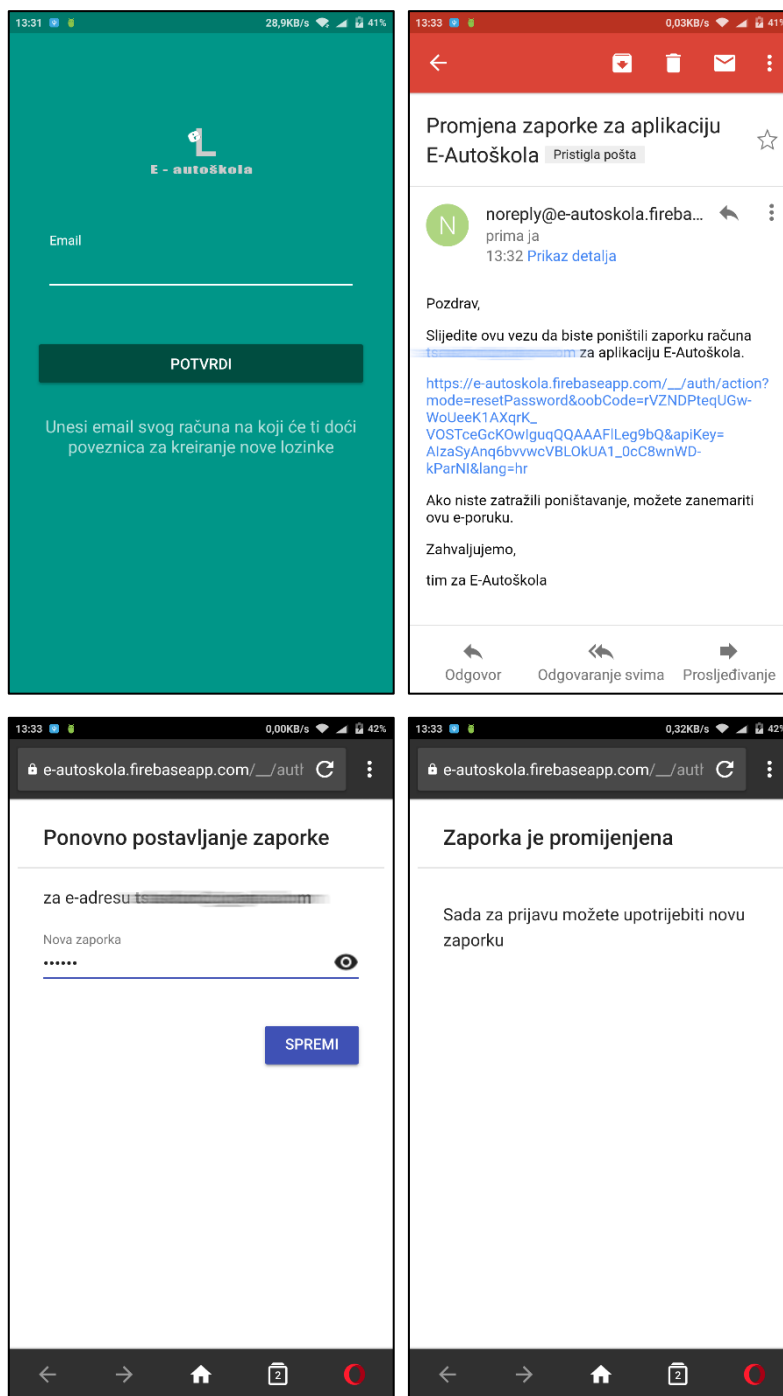 13:31 28,9KB/s 41%
L
E - autoškola
Email
POTVRDI
Unesi email svog računa na koji će ti doći
poveznica za kreiranje nove lozinke
13:33 0,03KB/s 41%
Promjena zaporke za aplikaciju
E-Autoškola Pristigla pošta
N
noreply@e-autoskola.fireba...
prima ja
13:32 Prikaz detalja
Pozdrav,
Slijedite ovu vezu da biste poništili zaporku računa
za aplikaciju E-Autoškola.
https://e-autoskola.firebaseapp.com/__/auth/action?
mode=resetPassword&oobCode=rVZNDPteqUGw-
WoUeeK1AXqrK_
VOSTceGcKOwIguqQQAAAFlLeg9bQ&apiKey=
AIzaSyAnq6bvvwcVBLOkUA1_0cC8wnWD-
kParNI&lang=hr
Ako niste zatražili poništavanje, možete zanemariti
ovu e-poruku.
Zahvaljujemo,
tim za E-Autoškola
Odgovor Odgovaranje svima Prosljeđivanje
13:33 0,00KB/s 42%
e-autoskola.firebaseapp.com/__/auth
Ponovno postavljanje zaporke
za e-adresu
Nova zaporka
••••••
SPREMI
2
13:33 0,32KB/s 42%
e-autoskola.firebaseapp.com/__/auth
Zaporka je promijenjena
Sada za prijavu možete upotrijebiti novu
zaporku
2